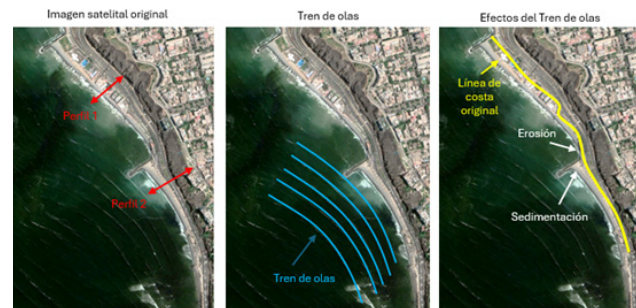 Imagen satelital original
Tren de olas
Efectos del Tren de olas
Perfil 1
Perfil 2
Tren de olas
Línea de
costa
original
Erosión
Sedimentación